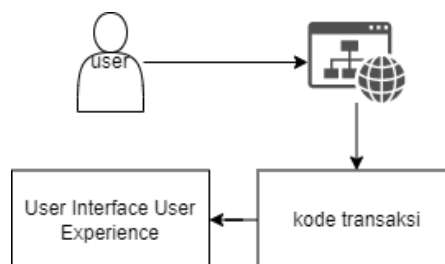 user
User Interface User
Experience
kode transaksi